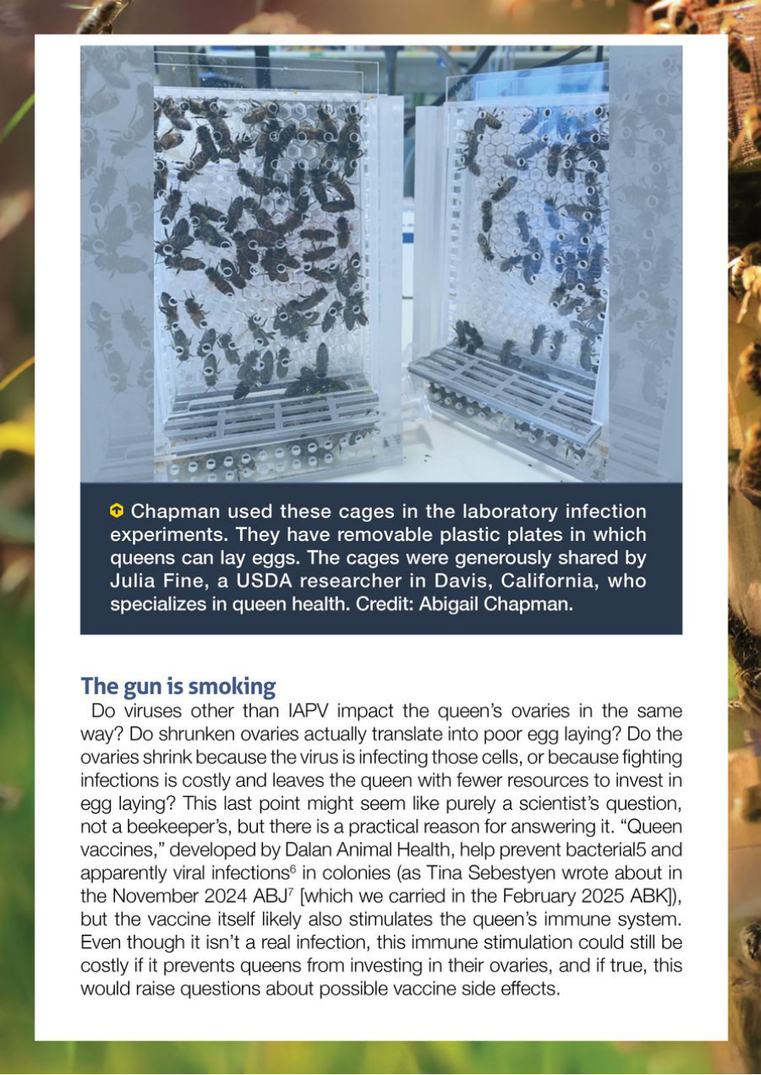 Chapman used these cages in the laboratory infection
experiments. They have removable plastic plates in which
queens can lay eggs. The cages were generously shared by
Julia Fine, a USDA researcher in Davis, California, who
specializes in queen health. Credit: Abigail Chapman.
The gun is smoking
Do viruses other than IAPV impact the queen’s ovaries in the same
way? Do shrunken ovaries actually translate into poor egg laying? Do the
ovaries shrink because the virus is infecting those cells, or because fighting
infections is costly and leaves the queen with fewer resources to invest in
egg laying? This last point might seem like purely a scientist’s question,
not a beekeeper’s, but there is a practical reason for answering it. “Queen
vaccines,” developed by Dalan Animal Health, help prevent bacterial5 and
apparently viral infections⁶ in colonies (as Tina Sebestyen wrote about in
the November 2024 ABJ⁷ [which we carried in the February 2025 ABK]),
but the vaccine itself likely also stimulates the queen’s immune system.
Even though it isn’t a real infection, this immune stimulation could still be
costly if it prevents queens from investing in their ovaries, and if true, this
would raise questions about possible vaccine side effects.